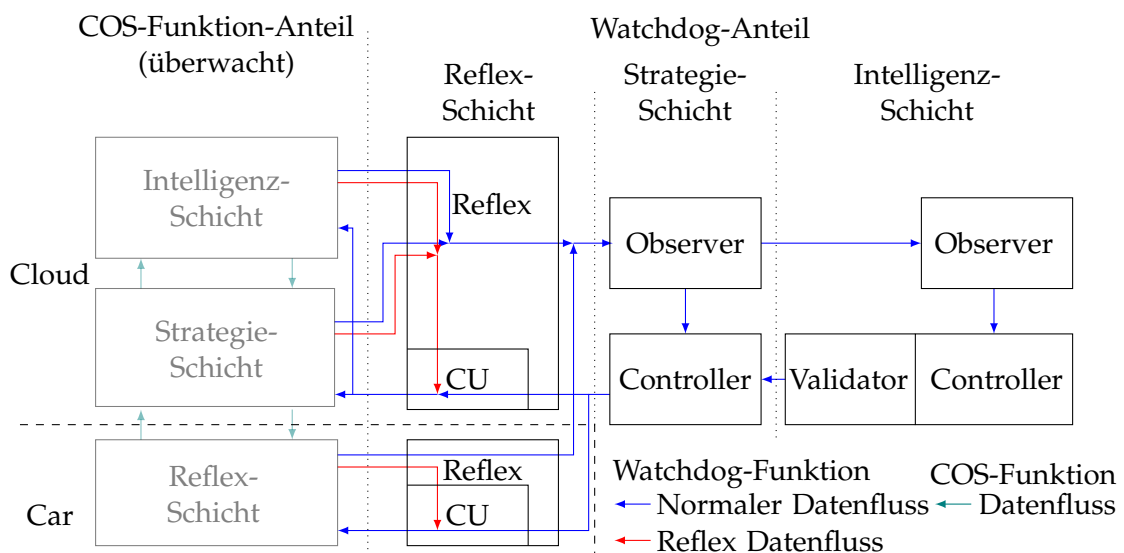 COS-Funktion-Anteil
(überwacht)
Watchdog-Anteil
Reflex-
Schicht
Strategie-
Schicht
Intelligenz-
Schicht
Intelligenz-
Schicht
Reflex
Observer
Observer
Cloud
Strategie-
Schicht
CU
Controller
Validator
Controller
Reflex-
Schicht
Reflex
CU
Car
Watchdog-Funktion
Normaler Datenfluss
Reflex Datenfluss
COS-Funktion
Datenfluss